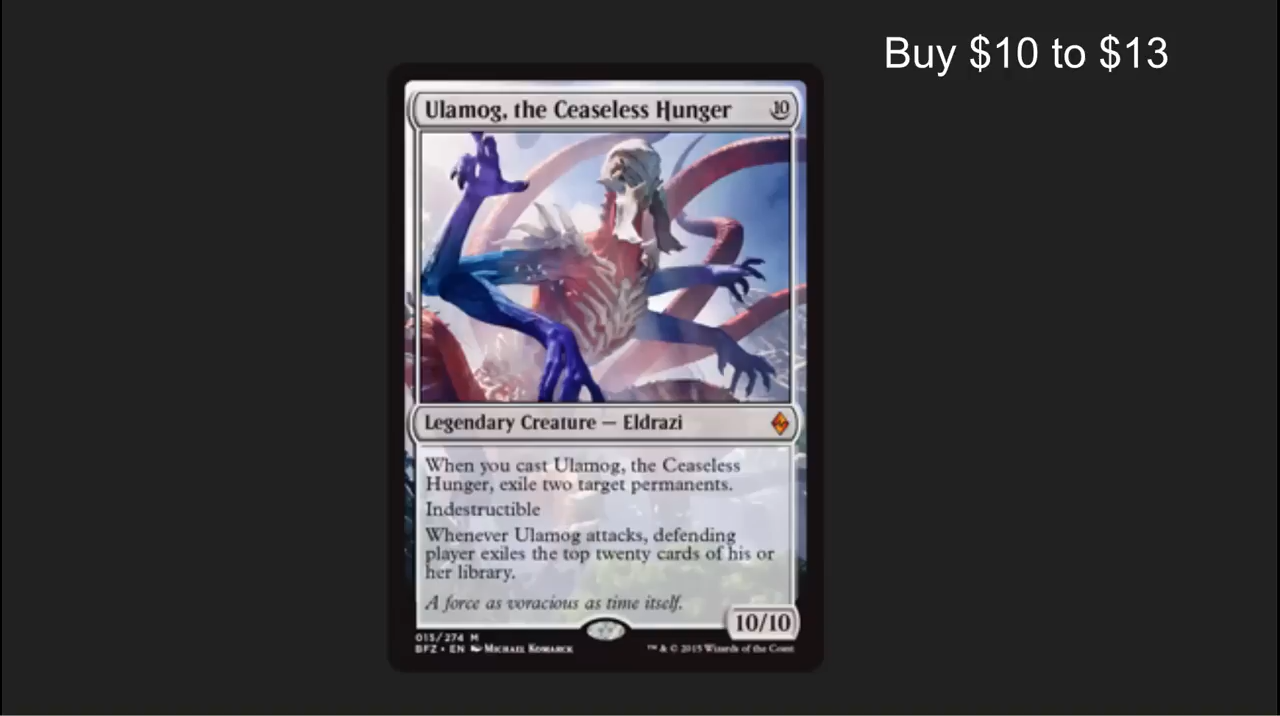 Buy $10 to $13
Ulamog, the Ceaseless Hunger 10
Legendary Creature — Eldrazi
When you cast Ulamog, the Ceaseless
Hunger, exile two target permanents.
Indestructible
Whenever Ulamog attacks, defending
player exiles the top twenty cards of his or
her library.
A force as voracious as time itself.
10/10
015/274 M
BFZ • EN Michael Komarck
™ & © 2015 Wizards of the Coast